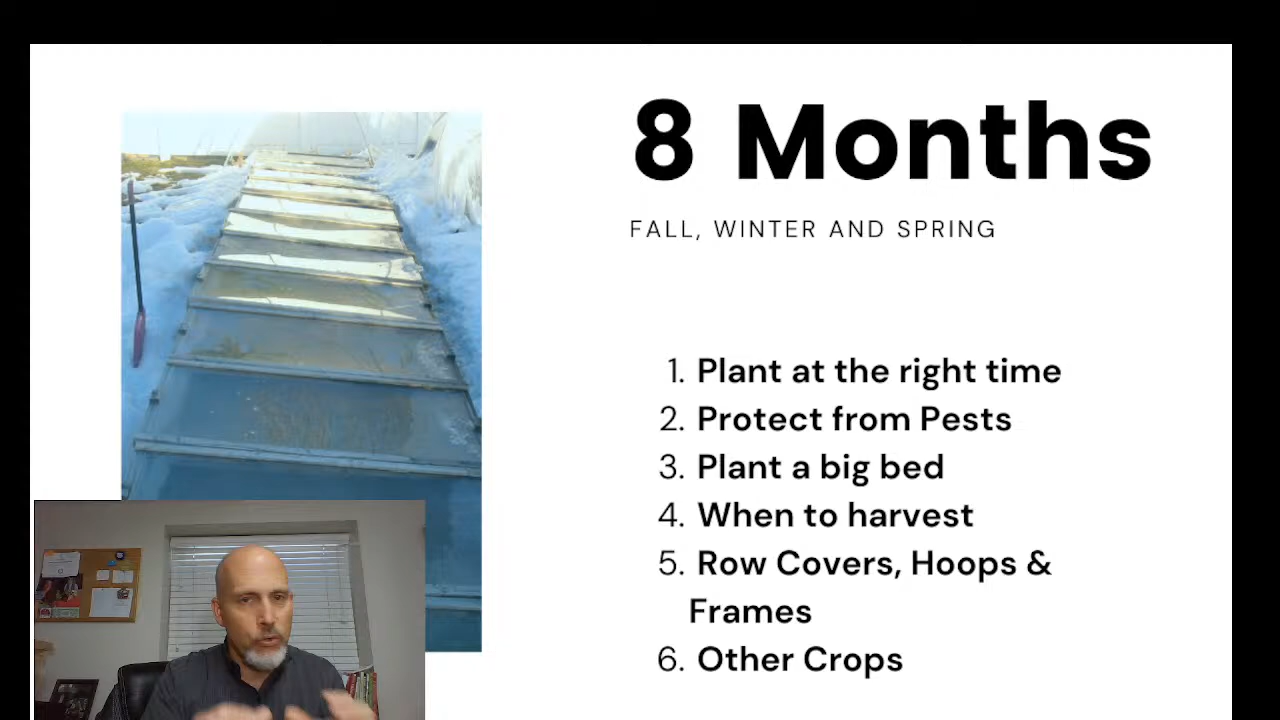 8 Months
FALL, WINTER AND SPRING
1. Plant at the right time
2. Protect from Pests
3. Plant a big bed
4. When to harvest
5. Row Covers, Hoops &
Frames
6. Other Crops